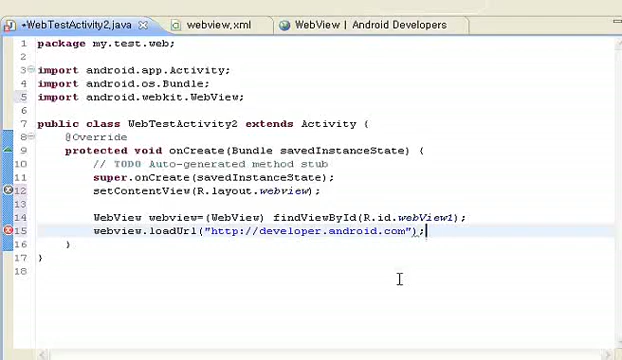 *WebTestActivity2.java webview.xml WebView | Android Developers
1 package my.test.web;
2
3 import android.app.Activity;
4 import android.os.Bundle;
5 import android.webkit.WebView;
6
7 public class WebTestActivity2 extends Activity {
8 @Override
9 protected void onCreate(Bundle savedInstanceState) {
10 // TODO Auto-generated method stub
11 super.onCreate(savedInstanceState);
12 setContentView(R.layout.webview);
13
14 WebView webview=(WebView) findViewById(R.id.webView1);
15 webview.loadUrl("http://developer.android.com");
16 }
17 }
18